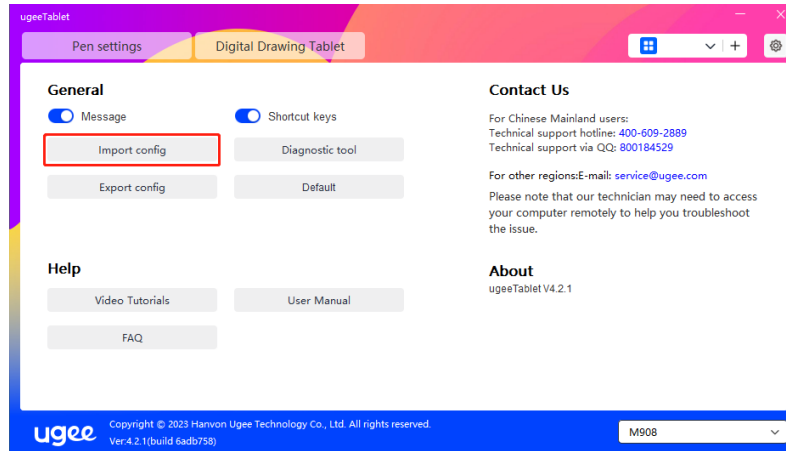 ugeeTablet
Pen settings
Digital Drawing Tablet
General
Message
Shortcut keys
Import config
Diagnostic tool
Export config
Default
Contact Us
For Chinese Mainland users:
Technical support hotline: 400-609-2889
Technical support via QQ: 800184529
For other regions:E-mail: service@ugee.com
Please note that our technician may need to access
your computer remotely to help you troubleshoot
the issue.
Help
Video Tutorials
User Manual
FAQ
About
ugeeTablet V4.2.1
ugee
Copyright © 2023 Hanvon Ugee Technology Co., Ltd. All rights reserved.
Ver:4.2.1(build 6adb758)
M908